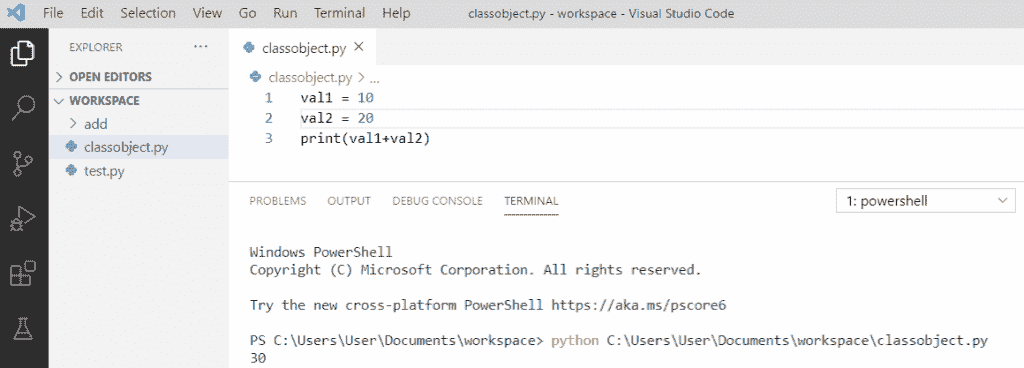 File Edit Selection View Go Run Terminal Help classobject.py - workspace - Visual Studio Code
EXPLORER ...
classobject.py
OPEN EDITORS
classobject.py > ...
WORKSPACE
1 val1 = 10
add
2 val2 = 20
classobject.py
3 print(val1+val2)
test.py
PROBLEMS OUTPUT DEBUG CONSOLE TERMINAL 1: powershell
Windows PowerShell
Copyright (C) Microsoft Corporation. All rights reserved.
Try the new cross-platform PowerShell https://aka.ms/pscore6
PS C:\Users\User\Documents\workspace> python C:\Users\User\Documents\workspace\classobject.py
30